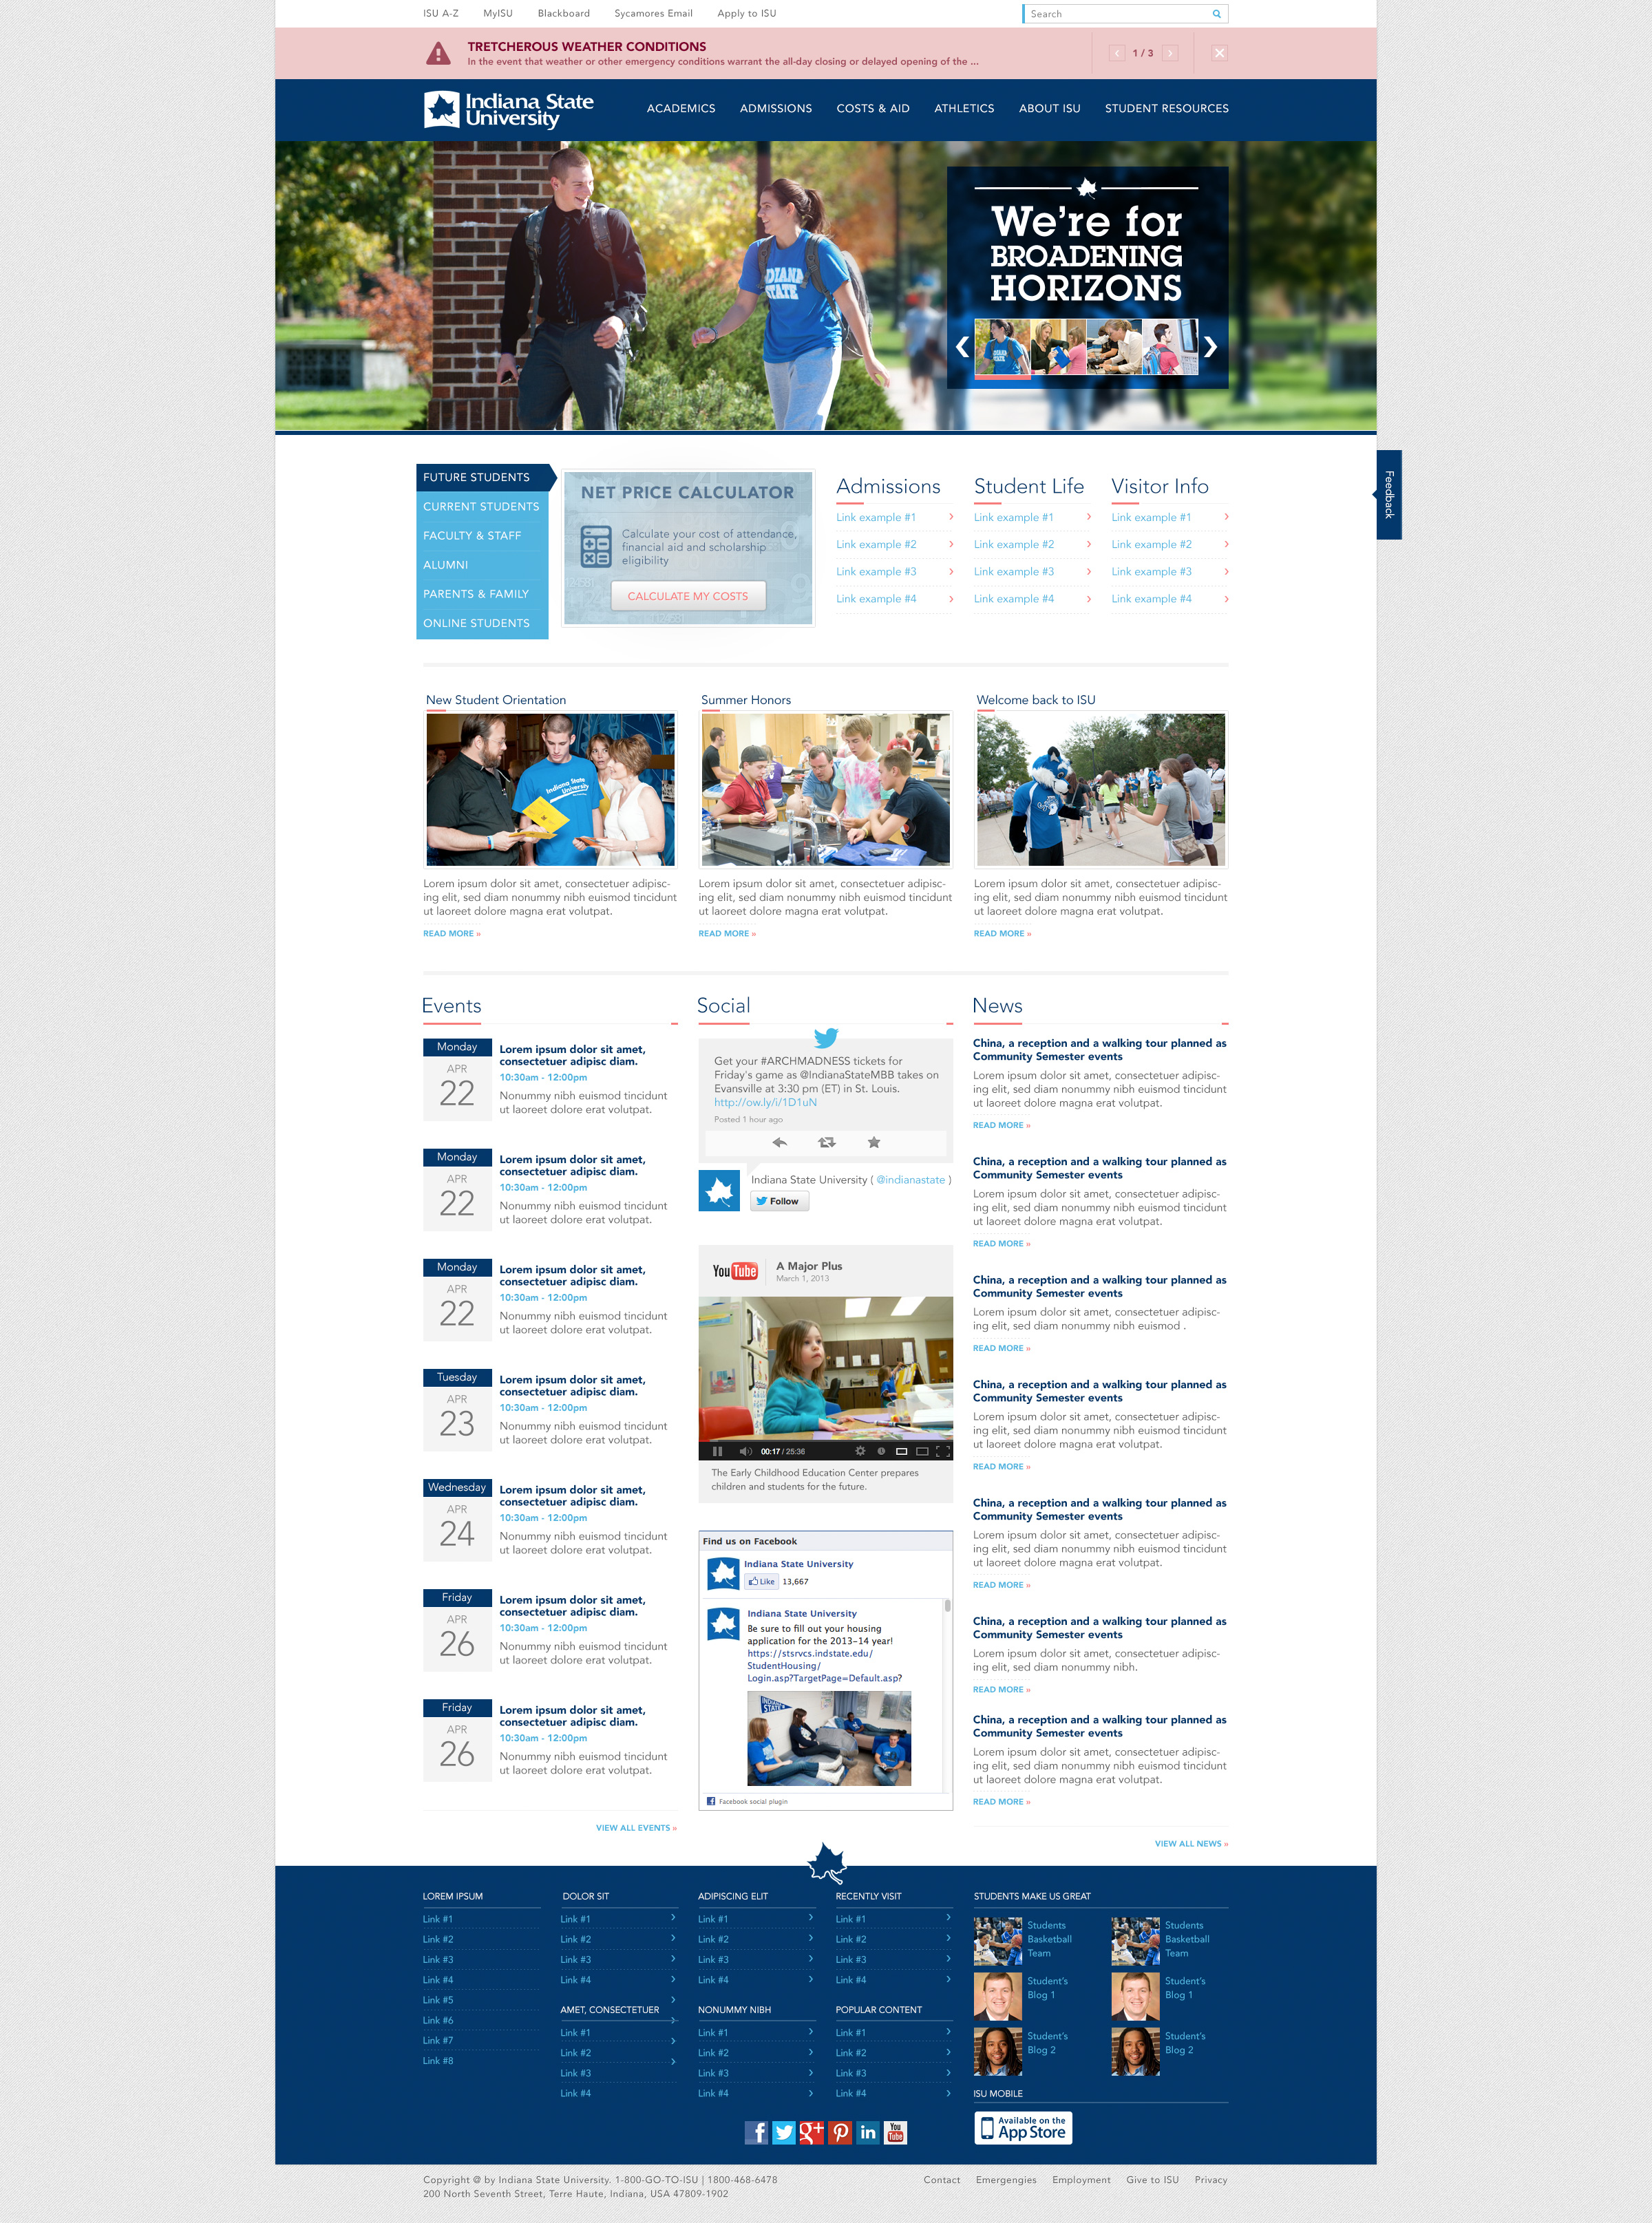 ISU A-Z MyISU Blackboard Sycamores Email Apply to ISU Search
TRETCHEROUS WEATHER CONDITIONS
In the event that weather or other emergency conditions warrant the all-day closing or delayed opening of the ...
1 / 3
Indiana State
University
ACADEMICS ADMISSIONS COSTS & AID ATHLETICS ABOUT ISU STUDENT RESOURCES
INDIANA
STATE
We're for
BROADENING
HORIZONS
Feedback
FUTURE STUDENTS
CURRENT STUDENTS
FACULTY & STAFF
ALUMNI
PARENTS & FAMILY
ONLINE STUDENTS
NET PRICE CALCULATOR
Calculate your cost of attendance,
financial aid and scholarship
eligibility
CALCULATE MY COSTS
Admissions
Link example #1
Link example #2
Link example #3
Link example #4
Student Life
Link example #1
Link example #2
Link example #3
Link example #4
Visitor Info
Link example #1
Link example #2
Link example #3
Link example #4
New Student Orientation
Indiana State
University
Lorem ipsum dolor sit amet, consectetuer adipisc-
ing elit, sed diam nonummy nibh euismod tincidunt
ut laoreet dolore magna erat volutpat.
READ MORE »
Summer Honors
Lorem ipsum dolor sit amet, consectetuer adipisc-
ing elit, sed diam nonummy nibh euismod tincidunt
ut laoreet dolore magna erat volutpat.
READ MORE »
Welcome back to ISU
Lorem ipsum dolor sit amet, consectetuer adipisc-
ing elit, sed diam nonummy nibh euismod tincidunt
ut laoreet dolore magna erat volutpat.
READ MORE »
Events
Monday
APR
22
Lorem ipsum dolor sit amet,
consectetuer adipisc diam.
10:30am - 12:00pm
Nonummy nibh euismod tincidunt
ut laoreet dolore erat volutpat.
Monday
APR
22
Lorem ipsum dolor sit amet,
consectetuer adipisc diam.
10:30am - 12:00pm
Nonummy nibh euismod tincidunt
ut laoreet dolore erat volutpat.
Monday
APR
22
Lorem ipsum dolor sit amet,
consectetuer adipisc diam.
10:30am - 12:00pm
Nonummy nibh euismod tincidunt
ut laoreet dolore erat volutpat.
Tuesday
APR
23
Lorem ipsum dolor sit amet,
consectetuer adipisc diam.
10:30am - 12:00pm
Nonummy nibh euismod tincidunt
ut laoreet dolore erat volutpat.
Wednesday
APR
24
Lorem ipsum dolor sit amet,
consectetuer adipisc diam.
10:30am - 12:00pm
Nonummy nibh euismod tincidunt
ut laoreet dolore erat volutpat.
Friday
APR
26
Lorem ipsum dolor sit amet,
consectetuer adipisc diam.
10:30am - 12:00pm
Nonummy nibh euismod tincidunt
ut laoreet dolore erat volutpat.
Friday
APR
26
Lorem ipsum dolor sit amet,
consectetuer adipisc diam.
10:30am - 12:00pm
Nonummy nibh euismod tincidunt
ut laoreet dolore erat volutpat.
VIEW ALL EVENTS »
Social
Get your #ARCHMADNESS tickets for
Friday's game as @IndianaStateMBB takes on
Evansville at 3:30 pm (ET) in St. Louis.
http://ow.ly/i/1D1uN
Posted 1 hour ago
Indiana State University ( @indianastate )
Follow
YouTube
A Major Plus
March 1, 2013
00:17 / 25:36
The Early Childhood Education Center prepares
children and students for the future.
Find us on Facebook
Indiana State University
Like 13,667
Indiana State University
Be sure to fill out your housing
application for the 2013-14 year!
https://stsrvcs.indstate.edu/
StudentHousing/
Login.asp?TargetPage=Default.asp?
INDIANA
STATE
Facebook social plugin
News
China, a reception and a walking tour planned as
Community Semester events
Lorem ipsum dolor sit amet, consectetuer adipisc-
ing elit, sed diam nonummy nibh euismod tincidunt
ut laoreet dolore magna erat volutpat.
READ MORE »
China, a reception and a walking tour planned as
Community Semester events
Lorem ipsum dolor sit amet, consectetuer adipisc-
ing elit, sed diam nonummy nibh euismod tincidunt
ut laoreet dolore magna erat volutpat.
READ MORE »
China, a reception and a walking tour planned as
Community Semester events
Lorem ipsum dolor sit amet, consectetuer adipisc-
ing elit, sed diam nonummy nibh euismod .
READ MORE »
China, a reception and a walking tour planned as
Community Semester events
Lorem ipsum dolor sit amet, consectetuer adipisc-
ing elit, sed diam nonummy nibh euismod tincidunt
ut laoreet dolore magna erat volutpat.
READ MORE »
China, a reception and a walking tour planned as
Community Semester events
Lorem ipsum dolor sit amet, consectetuer adipisc-
ing elit, sed diam nonummy nibh euismod tincidunt
ut laoreet dolore magna erat volutpat.
READ MORE »
China, a reception and a walking tour planned as
Community Semester events
Lorem ipsum dolor sit amet, consectetuer adipisc-
ing elit, sed diam nonummy nibh.
READ MORE »
China, a reception and a walking tour planned as
Community Semester events
Lorem ipsum dolor sit amet, consectetuer adipisc-
ing elit, sed diam nonummy nibh euismod tincidunt
ut laoreet dolore magna erat volutpat.
READ MORE »
VIEW ALL NEWS »
LOREM IPSUM
Link #1
Link #2
Link #3
Link #4
Link #5
Link #6
Link #7
Link #8
DOLOR SIT
Link #1
Link #2
Link #3
Link #4
AMET, CONSECTETUER
Link #1
Link #2
Link #3
Link #4
ADIPISCING ELIT
Link #1
Link #2
Link #3
Link #4
NONUMMY NIBH
Link #1
Link #2
Link #3
Link #4
RECENTLY VISIT
Link #1
Link #2
Link #3
Link #4
POPULAR CONTENT
Link #1
Link #2
Link #3
Link #4
STUDENTS MAKE US GREAT
Students
Basketball
Team
Students
Basketball
Team
Student's
Blog 1
Student's
Blog 1
Student's
Blog 2
Student's
Blog 2
ISU MOBILE
Available on the
App Store
You
Tube
Copyright @ by Indiana State University. 1-800-GO-TO-ISU | 1800-468-6478
200 North Seventh Street, Terre Haute, Indiana, USA 47809-1902
Contact Emergengies Employment Give to ISU Privacy